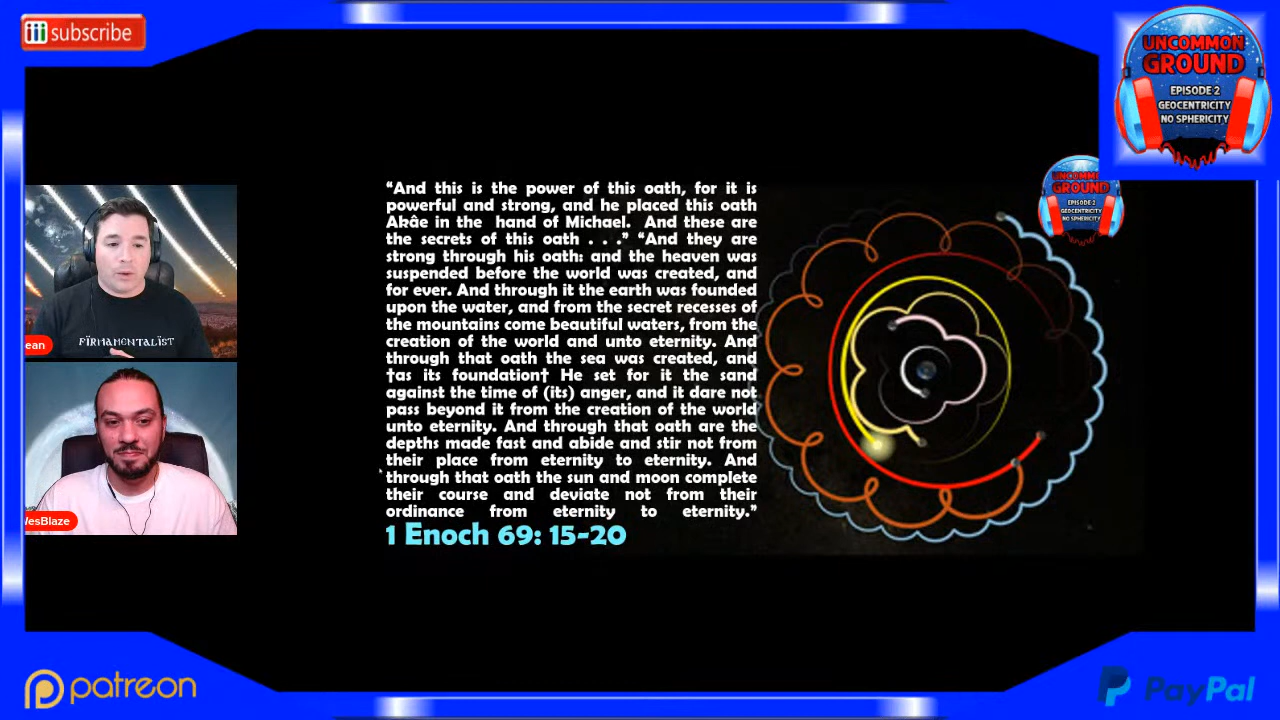 subscribe
UNCOMMON
GROUND
EPISODE 2
GEOCENTRICITY
NO SPHERICITY
UNCOMMON
GROUND
EPISODE 2
GEOCENTRICITY
NO SPHERICITY
“And this is the power of this oath, for it is
powerful and strong, and he placed this oath
Akâe in the hand of Michael. And these are
the secrets of this oath . . .” “And they are
strong through his oath: and the heaven was
suspended before the world was created, and
for ever. And through it the earth was founded
upon the water, and from the secret recesses of
the mountains come beautiful waters, from the
creation of the world and unto eternity. And
through that oath the sea was created, and
†as its foundation† He set for it the sand
against the time of (its) anger, and it dare not
pass beyond it from the creation of the world
unto eternity. And through that oath are the
depths made fast and abide and stir not from
their place from eternity to eternity. And
through that oath the sun and moon complete
their course and deviate not from their
ordinance from eternity to eternity.”
1 Enoch 69: 15-20
FIRMAMENTALIST
ean
WesBlaze
patreon
PayPal